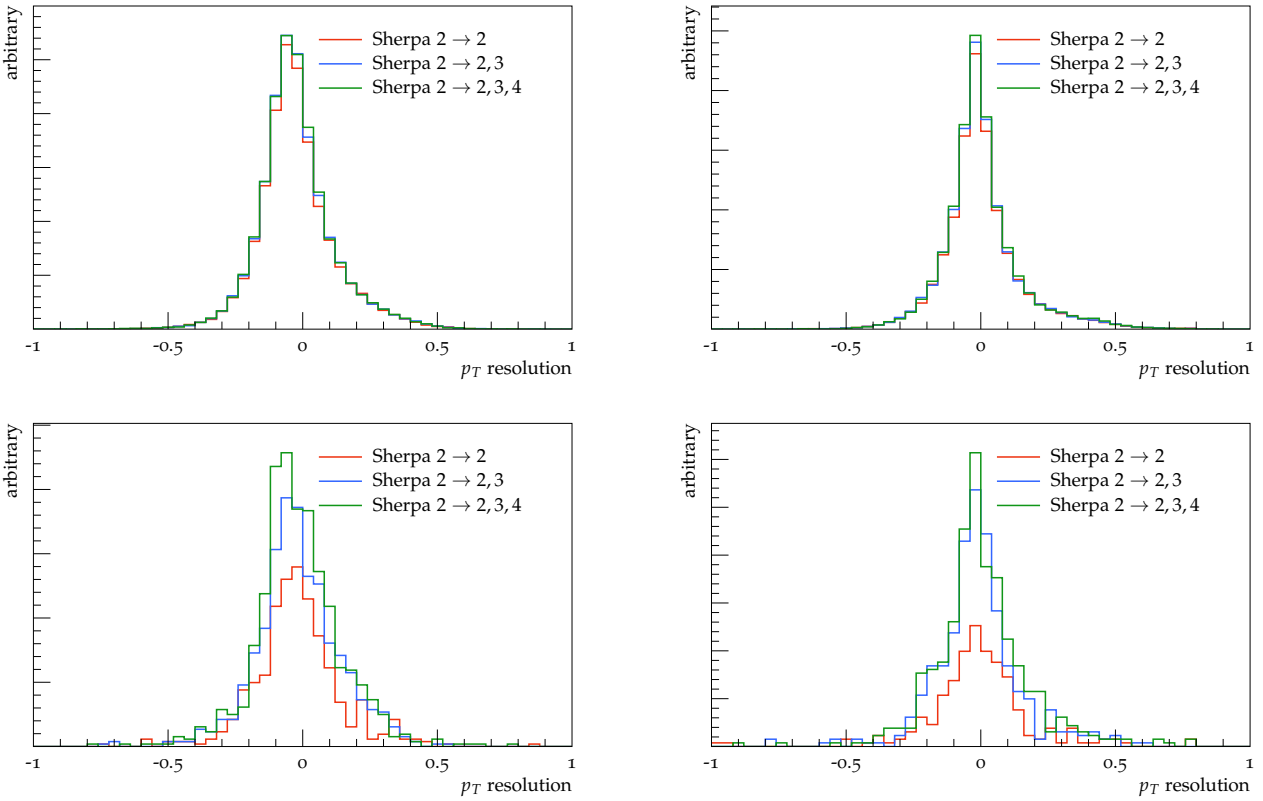 arbitrary
Sherpa 2 → 2
Sherpa 2 → 2, 3
Sherpa 2 → 2, 3, 4
-1 -0.5 0 0.5 1
p_T resolution
arbitrary
Sherpa 2 → 2
Sherpa 2 → 2, 3
Sherpa 2 → 2, 3, 4
-1 -0.5 0 0.5 1
p_T resolution
arbitrary
Sherpa 2 → 2
Sherpa 2 → 2, 3
Sherpa 2 → 2, 3, 4
-1 -0.5 0 0.5 1
p_T resolution
arbitrary
Sherpa 2 → 2
Sherpa 2 → 2, 3
Sherpa 2 → 2, 3, 4
-1 -0.5 0 0.5 1
p_T resolution